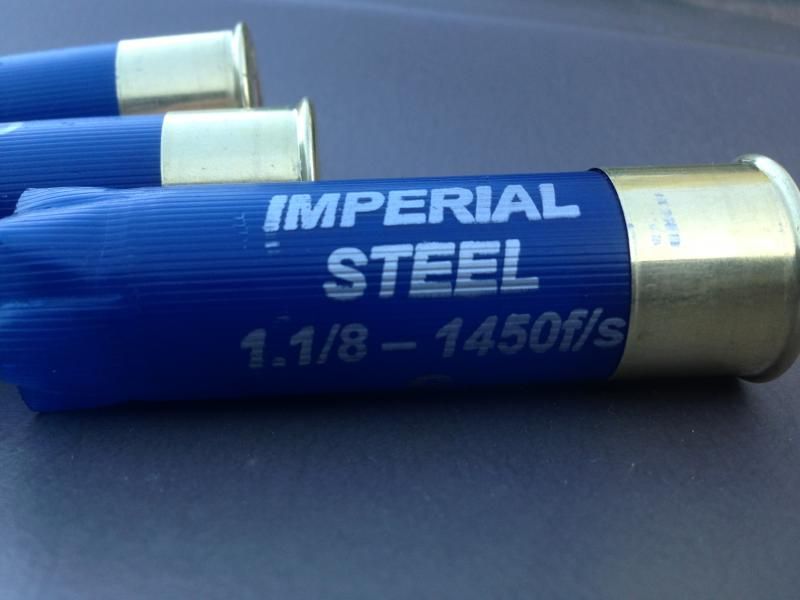 IMPERIAL
STEEL
1.1/8 – 1450f/s